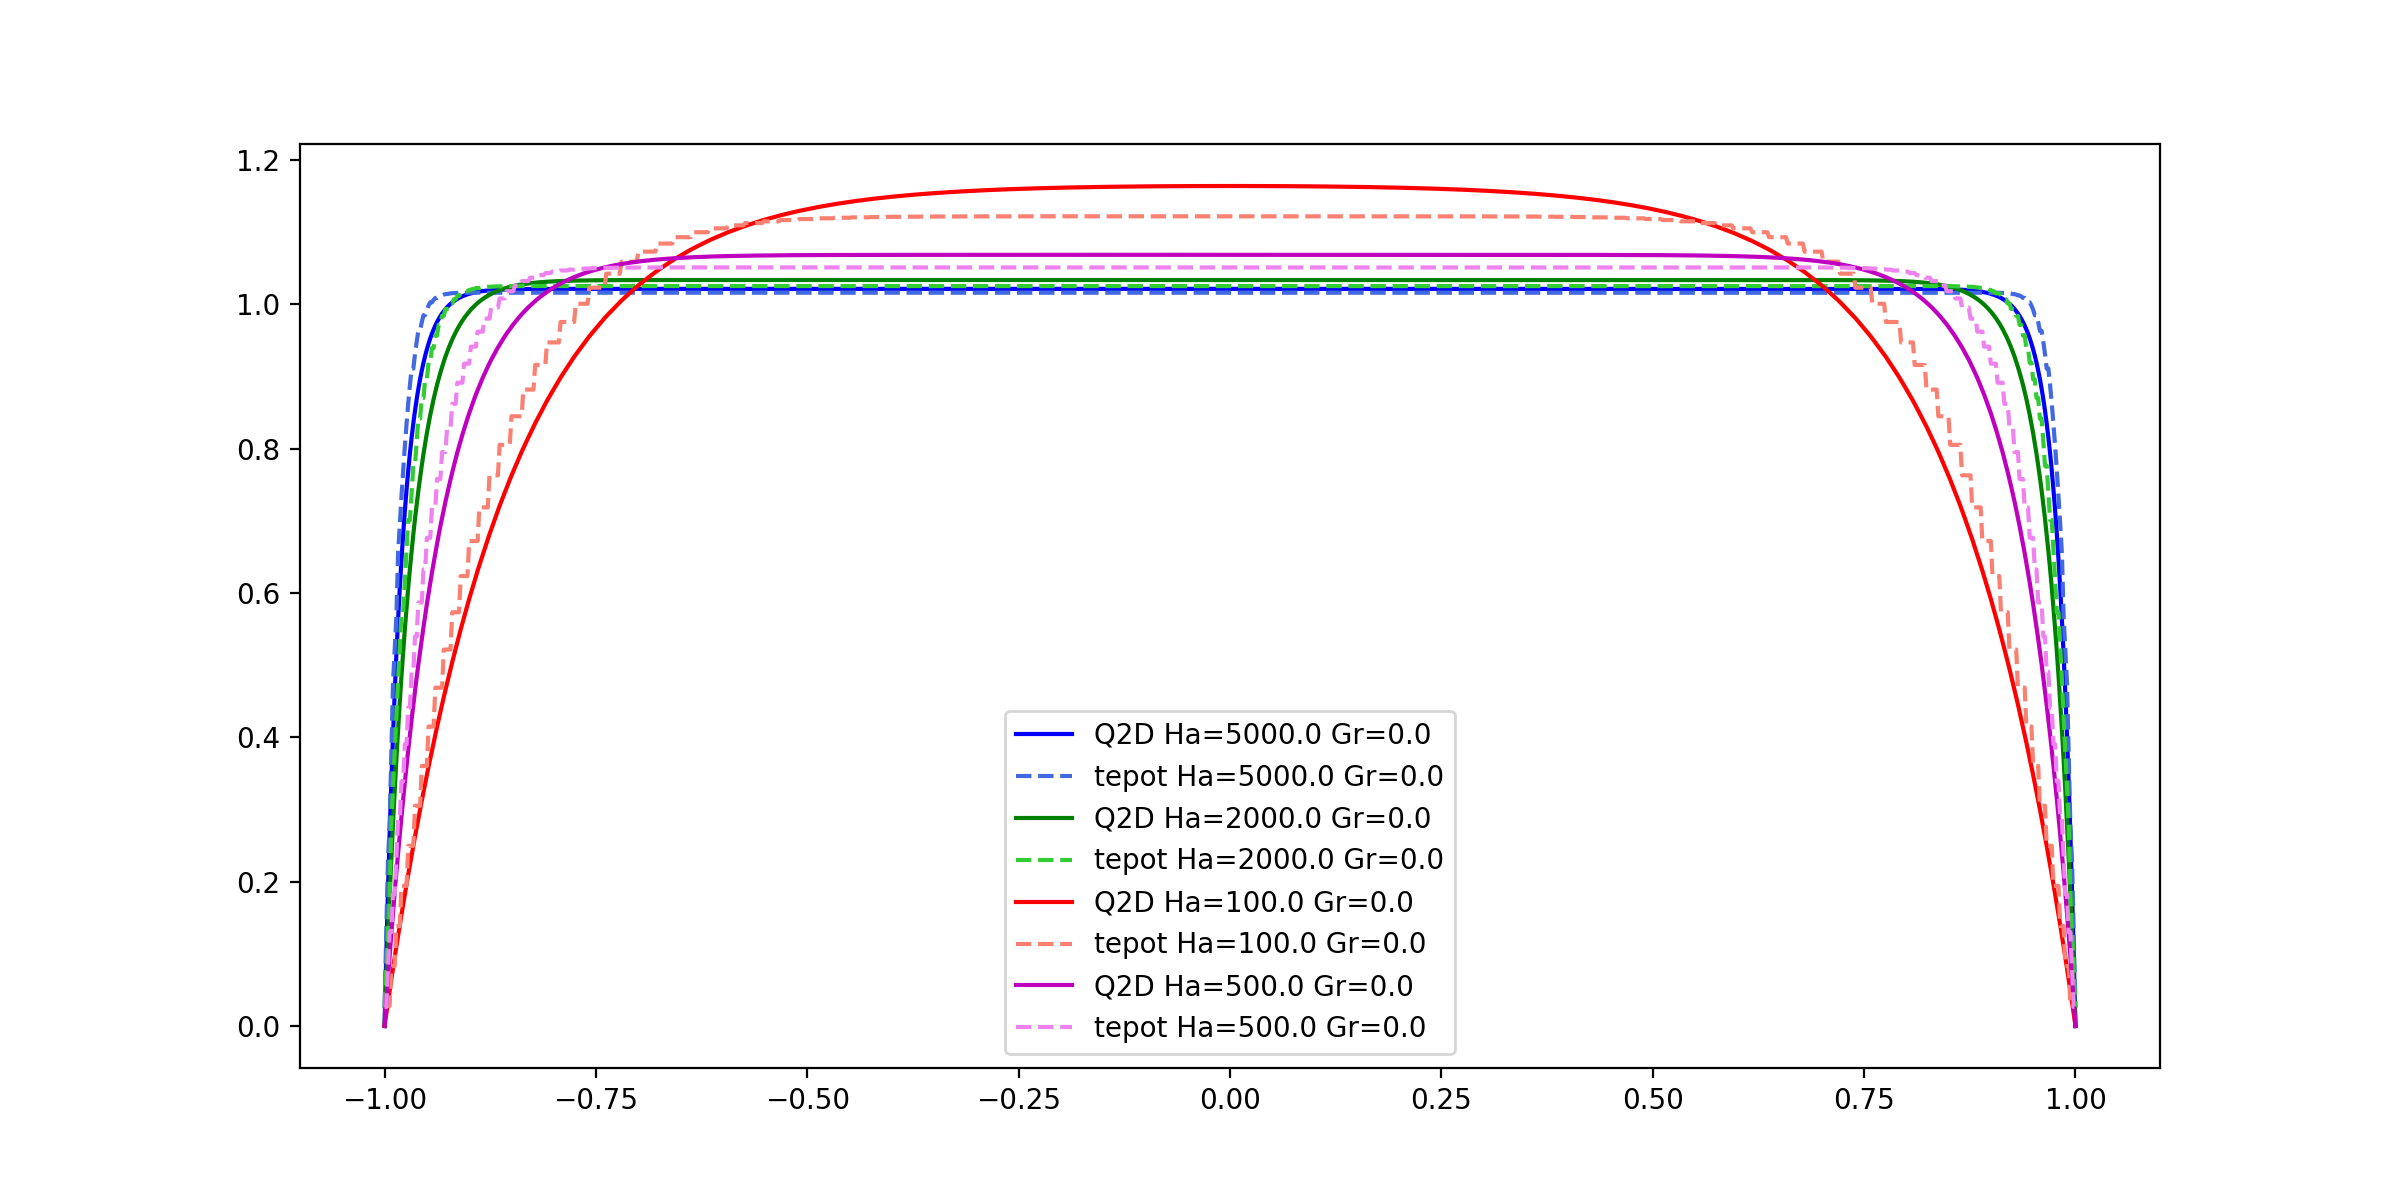 1.2
1.0
0.8
0.6
0.4
0.2
0.0
Q2D Ha=5000.0 Gr=0.0
tepot Ha=5000.0 Gr=0.0
Q2D Ha=2000.0 Gr=0.0
tepot Ha=2000.0 Gr=0.0
Q2D Ha=100.0 Gr=0.0
tepot Ha=100.0 Gr=0.0
Q2D Ha=500.0 Gr=0.0
tepot Ha=500.0 Gr=0.0
−1.00 −0.75 −0.50 −0.25 0.00 0.25 0.50 0.75 1.00